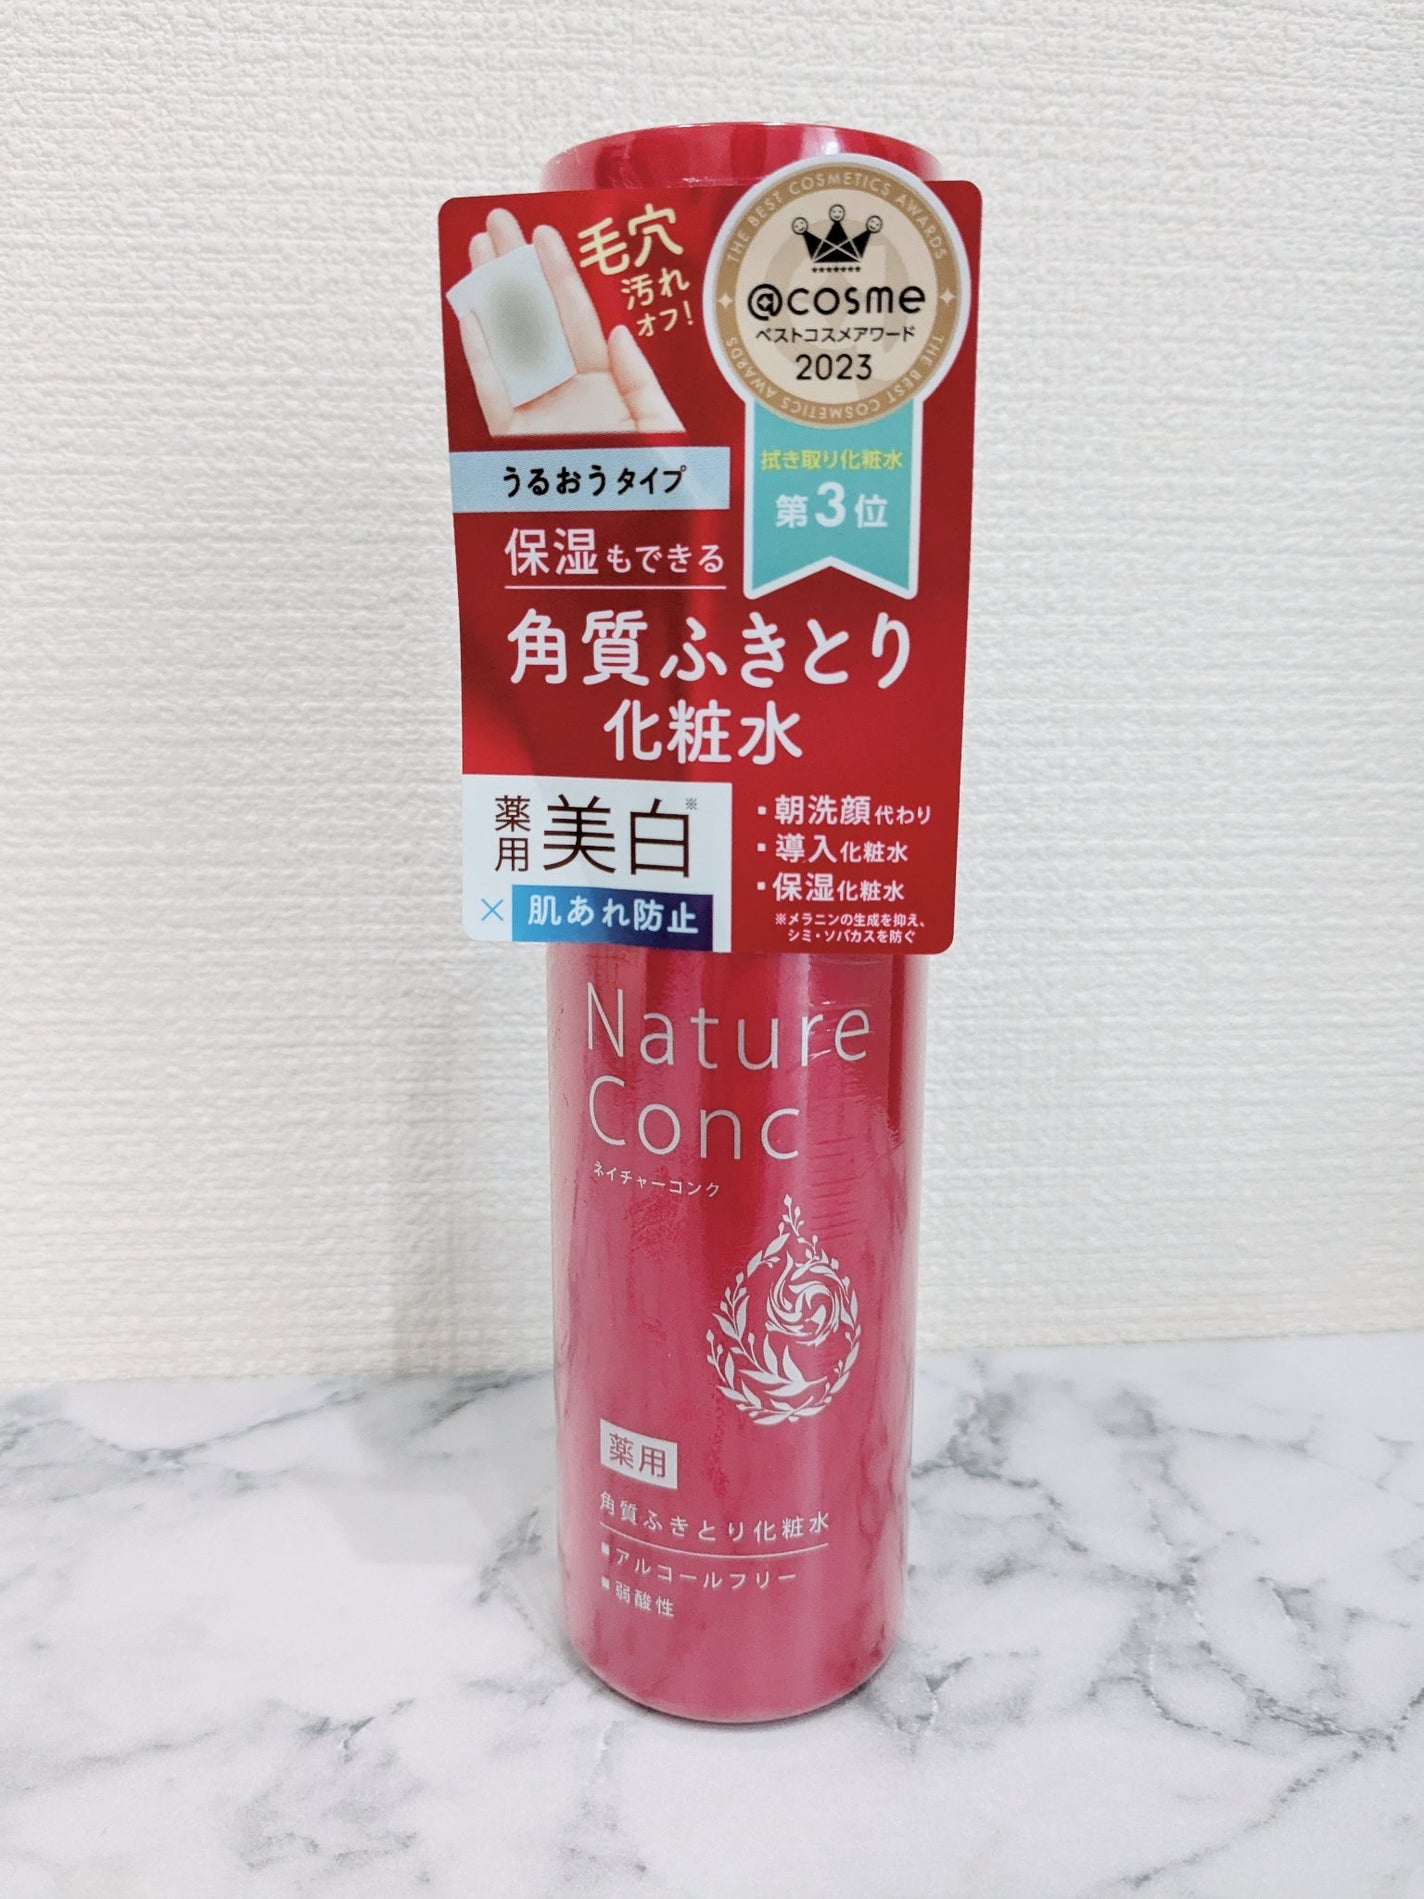 毛穴
汚れ
オフ!
THE BEST COSMETICS AWARDS
@cosme
ベストコスメアワード
2023
THE BEST COSMETICS AWARDS
拭き取り化粧水
第3位
うるおうタイプ
保湿もできる
角質ふきとり
化粧水
薬用 美白※
× 肌あれ防止
・朝洗顔代わり
・導入化粧水
・保湿化粧水
※メラニンの生成を抑え、
シミ・ソバカスを防ぐ
Nature
Conc
ネイチャーコンク
薬用
角質ふきとり化粧水
■アルコールフリー
■弱酸性